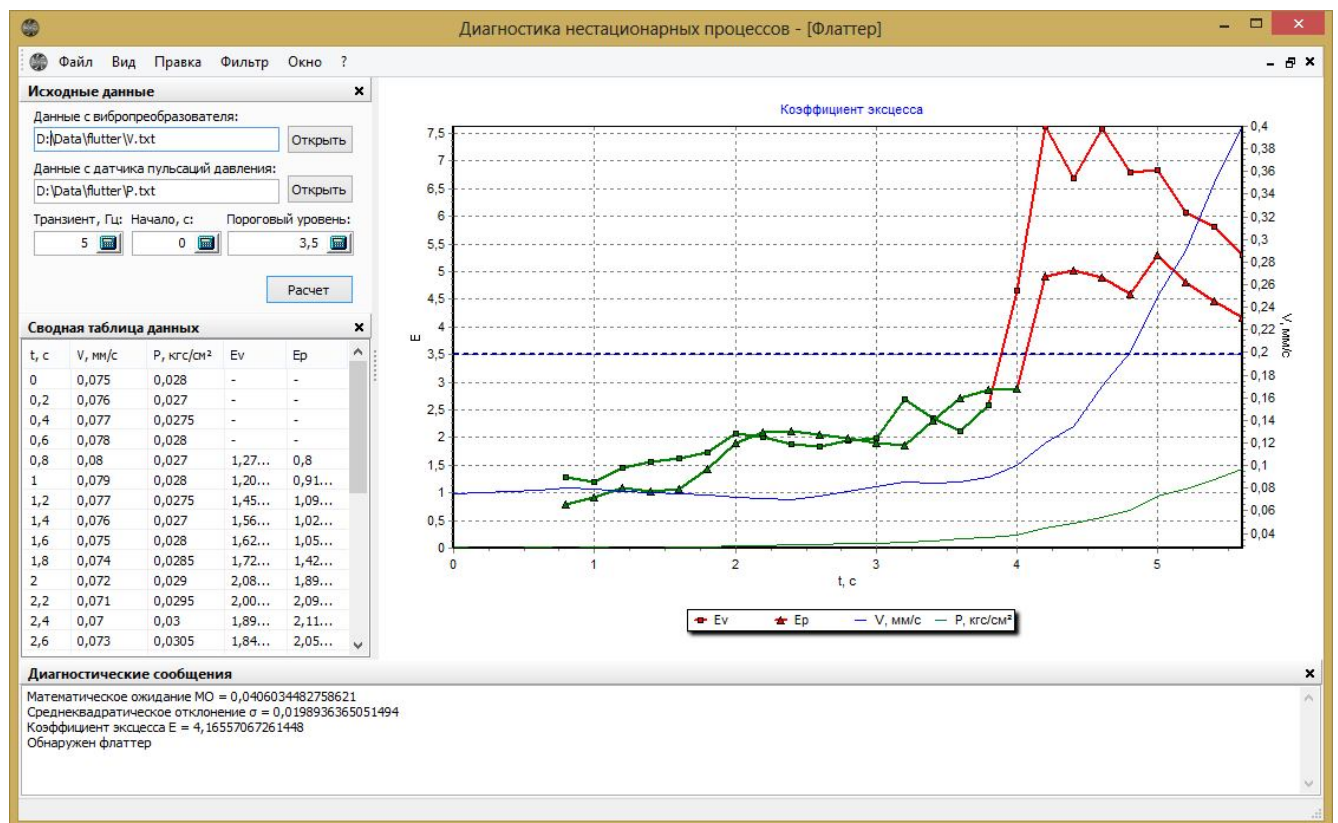 Диагностика нестационарных процессов - [Флаттер]
Файл Вид Правка Фильтр Окно ?
Исходные данные
Данные с вибропреобразователя:
D:\Data\flutter\V.txt Открыть
Данные с датчика пульсаций давления:
D:\Data\flutter\P.txt Открыть
Транзиент, Гц: Начало, с: Пороговый уровень:
5 0 3,5
Расчет
Сводная таблица данных
t, с V, мм/с P, кгс/см² Ev Ep
0 0,075 0,028 - -
0,2 0,076 0,027 - -
0,4 0,077 0,0275 - -
0,6 0,078 0,028 - -
0,8 0,08 0,027 1,27... 0,8
1 0,079 0,028 1,20... 0,91...
1,2 0,077 0,0275 1,45... 1,09...
1,4 0,076 0,027 1,56... 1,02...
1,6 0,075 0,028 1,62... 1,05...
1,8 0,074 0,0285 1,72... 1,42...
2 0,072 0,029 2,08... 1,89...
2,2 0,071 0,0295 2,00... 2,09...
2,4 0,07 0,03 1,89... 2,11...
2,6 0,073 0,0305 1,84... 2,05...
Коэффициент эксцесса
7,5
7
6,5
6
5,5
5
4,5
4
3,5
3
2,5
2
1,5
1
0,5
0
E
0 1 2 3 4 5
t, с
0,4
0,38
0,36
0,34
0,32
0,3
0,28
0,26
0,24
0,22
0,2
0,18
0,16
0,14
0,12
0,1
0,08
0,06
0,04
V, мм/с
Ev Ep V, мм/с P, кгс/см²
Диагностические сообщения
Математическое ожидание МО = 0,0406034482758621
Среднеквадратическое отклонение σ = 0,0198936365051494
Коэффициент эксцесса E = 4,16557067261448
Обнаружен флаттер